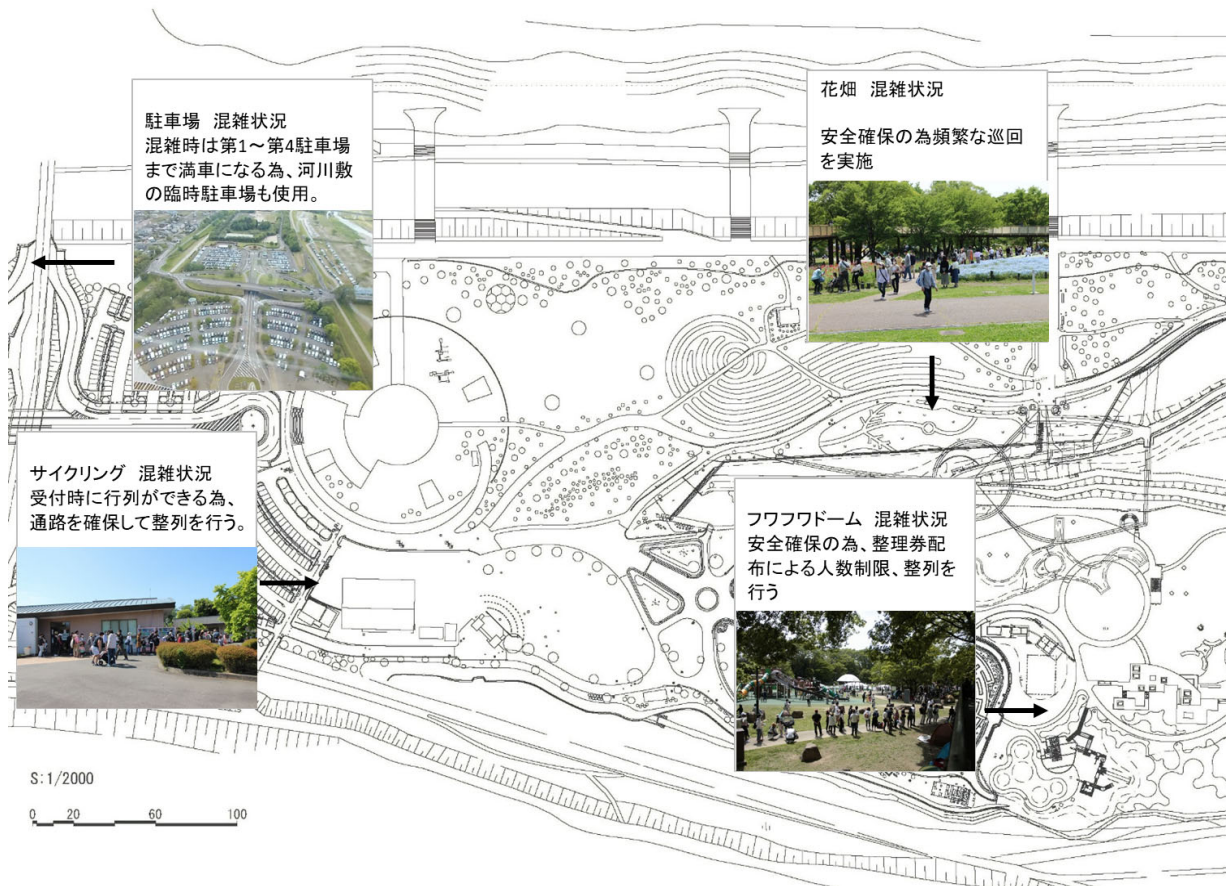 駐車場 混雑状況
混雑時は第1~第4駐車場
まで満車になる為、河川敷
の臨時駐車場も使用。
花畑 混雑状況
安全確保の為頻繁な巡回
を実施
サイクリング 混雑状況
受付時に行列ができる為、
通路を確保して整列を行う。
フワフワドーム 混雑状況
安全確保の為、整理券配
布による人数制限、整列を
行う
S:1/2000
0 20 60 100